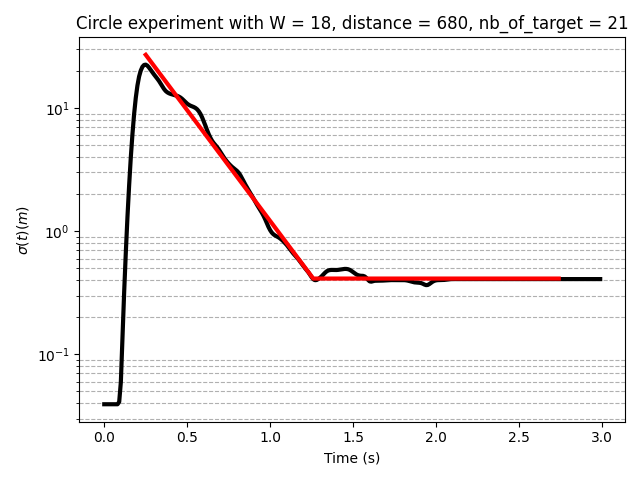 Circle experiment with W = 18, distance = 680, nb_of_target = 21
σ(t)(m)
10¹
10⁰
10⁻¹
0.0 0.5 1.0 1.5 2.0 2.5 3.0
Time (s)